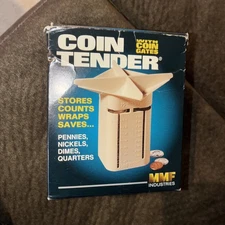 COIN
WITH
COIN
GATES
TENDER®
STORES
COUNTS
WRAPS
SAVES...
PENNIES,
NICKELS,
DIMES,
QUARTERS
MMF
INDUSTRIES